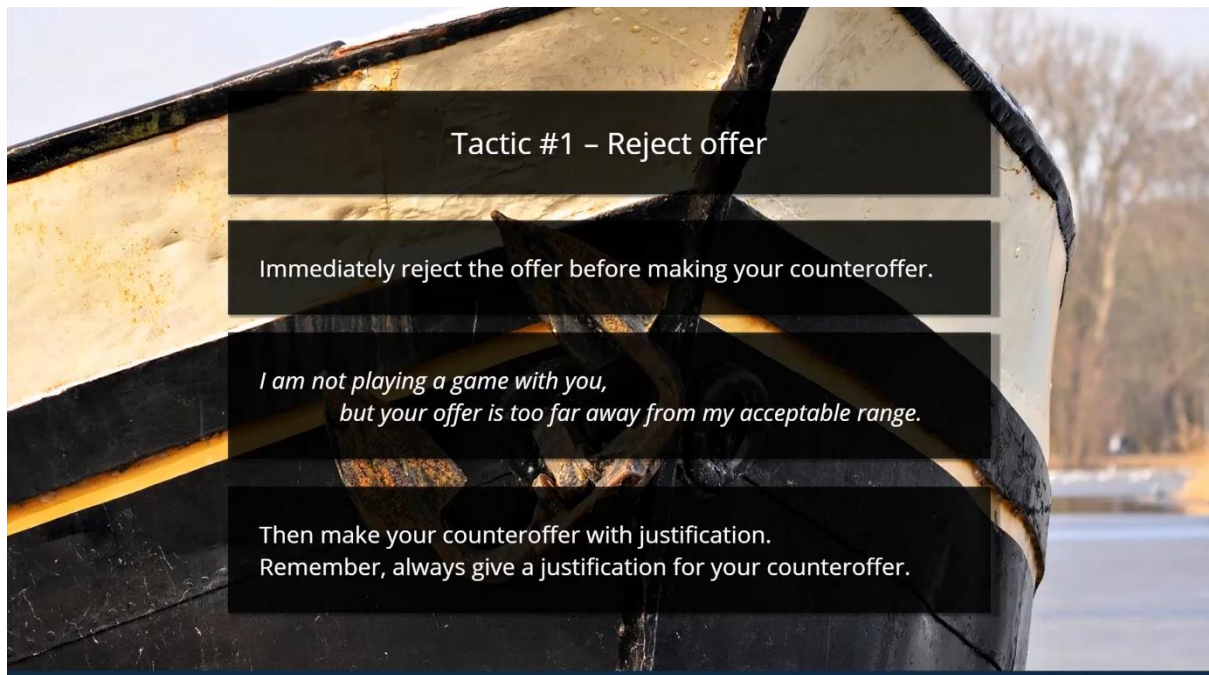 Tactic #1 – Reject offer
Immediately reject the offer before making your counteroffer.
I am not playing a game with you,
but your offer is too far away from my acceptable range.
Then make your counteroffer with justification.
Remember, always give a justification for your counteroffer.